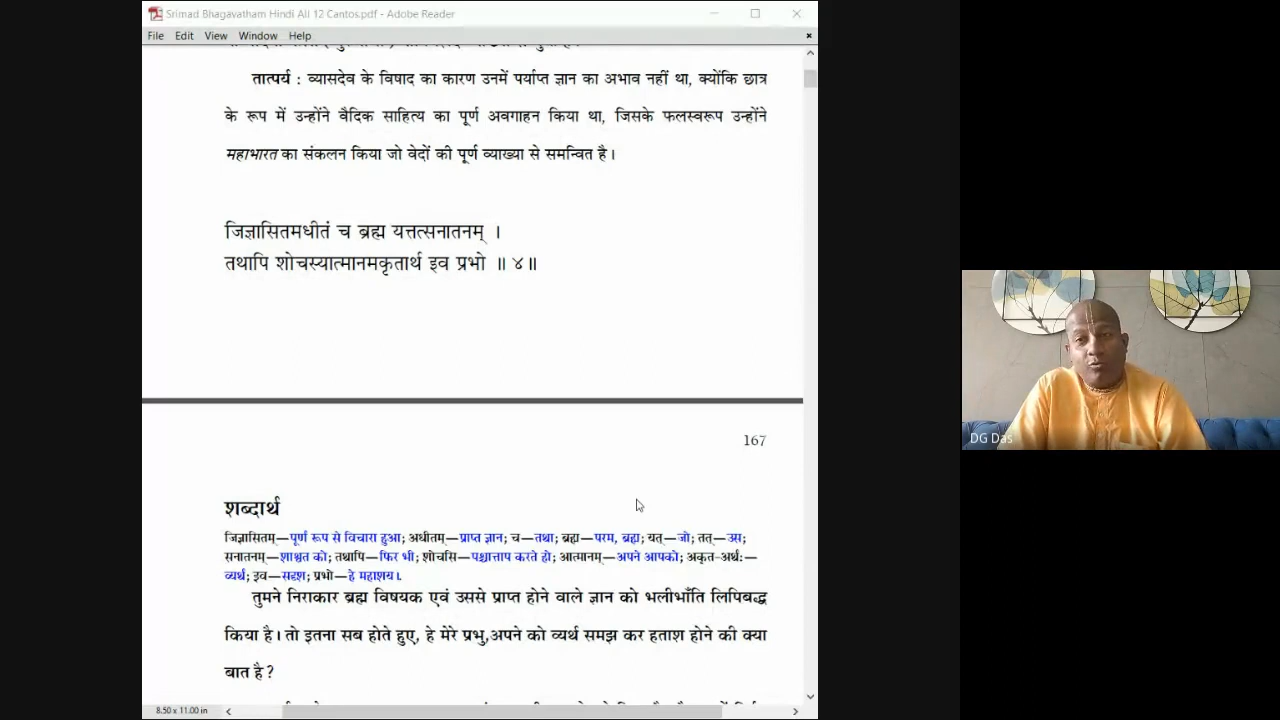 Srimad Bhagavatham Hindi All 12 Cantos.pdf - Adobe Reader
File Edit View Window Help
तात्पर्य : व्यासदेव के विषाद का कारण उनमें पर्याप्त ज्ञान का अभाव नहीं था, क्योंकि छात्र
के रूप में उन्होंने वैदिक साहित्य का पूर्ण अवगाहन किया था, जिसके फलस्वरूप उन्होंने
महाभारत का संकलन किया जो वेदों की पूर्ण व्याख्या से समन्वित है।
जिज्ञासितमधीतं च ब्रह्म यत्तत्सनातनम् ।
तथापि शोचस्यात्मानमकृतार्थ इव प्रभो ॥ ४॥
167
शब्दार्थ
जिज्ञासितम्—पूर्ण रूप से विचारा हुआ; अधीतम्—प्राप्त ज्ञान; च—तथा; ब्रह्म—परम, ब्रह्म; यत्—जो; तत्—उस;
सनातनम्—शाश्वत को; तथापि—फिर भी; शोचसि—पश्चात्ताप करते हो; आत्मानम्—अपने आपको; अकृत-अर्थ:—
व्यर्थ; इव—सदृश; प्रभो—हे महाशय।
तुमने निराकार ब्रह्म विषयक एवं उससे प्राप्त होने वाले ज्ञान को भलीभाँति लिपिबद्ध
किया है। तो इतना सब होते हुए, हे मेरे प्रभु,अपने को व्यर्थ समझ कर हताश होने की क्या
बात है?
8.50 x 11.00 in
DG Das